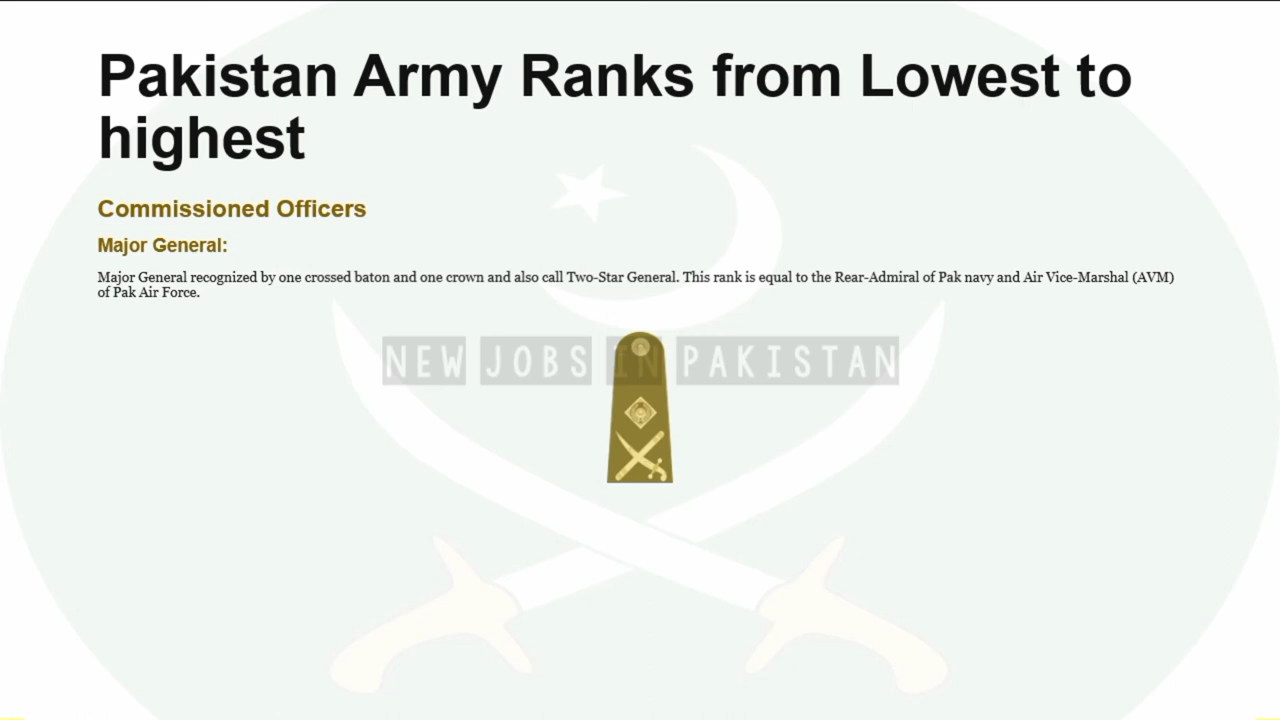 Pakistan Army Ranks from Lowest to
highest
Commissioned Officers
Major General:
Major General recognized by one crossed baton and one crown and also call Two-Star General. This rank is equal to the Rear-Admiral of Pak navy and Air Vice-Marshal (AVM)
of Pak Air Force.
NEW JOBS IN PAKISTAN